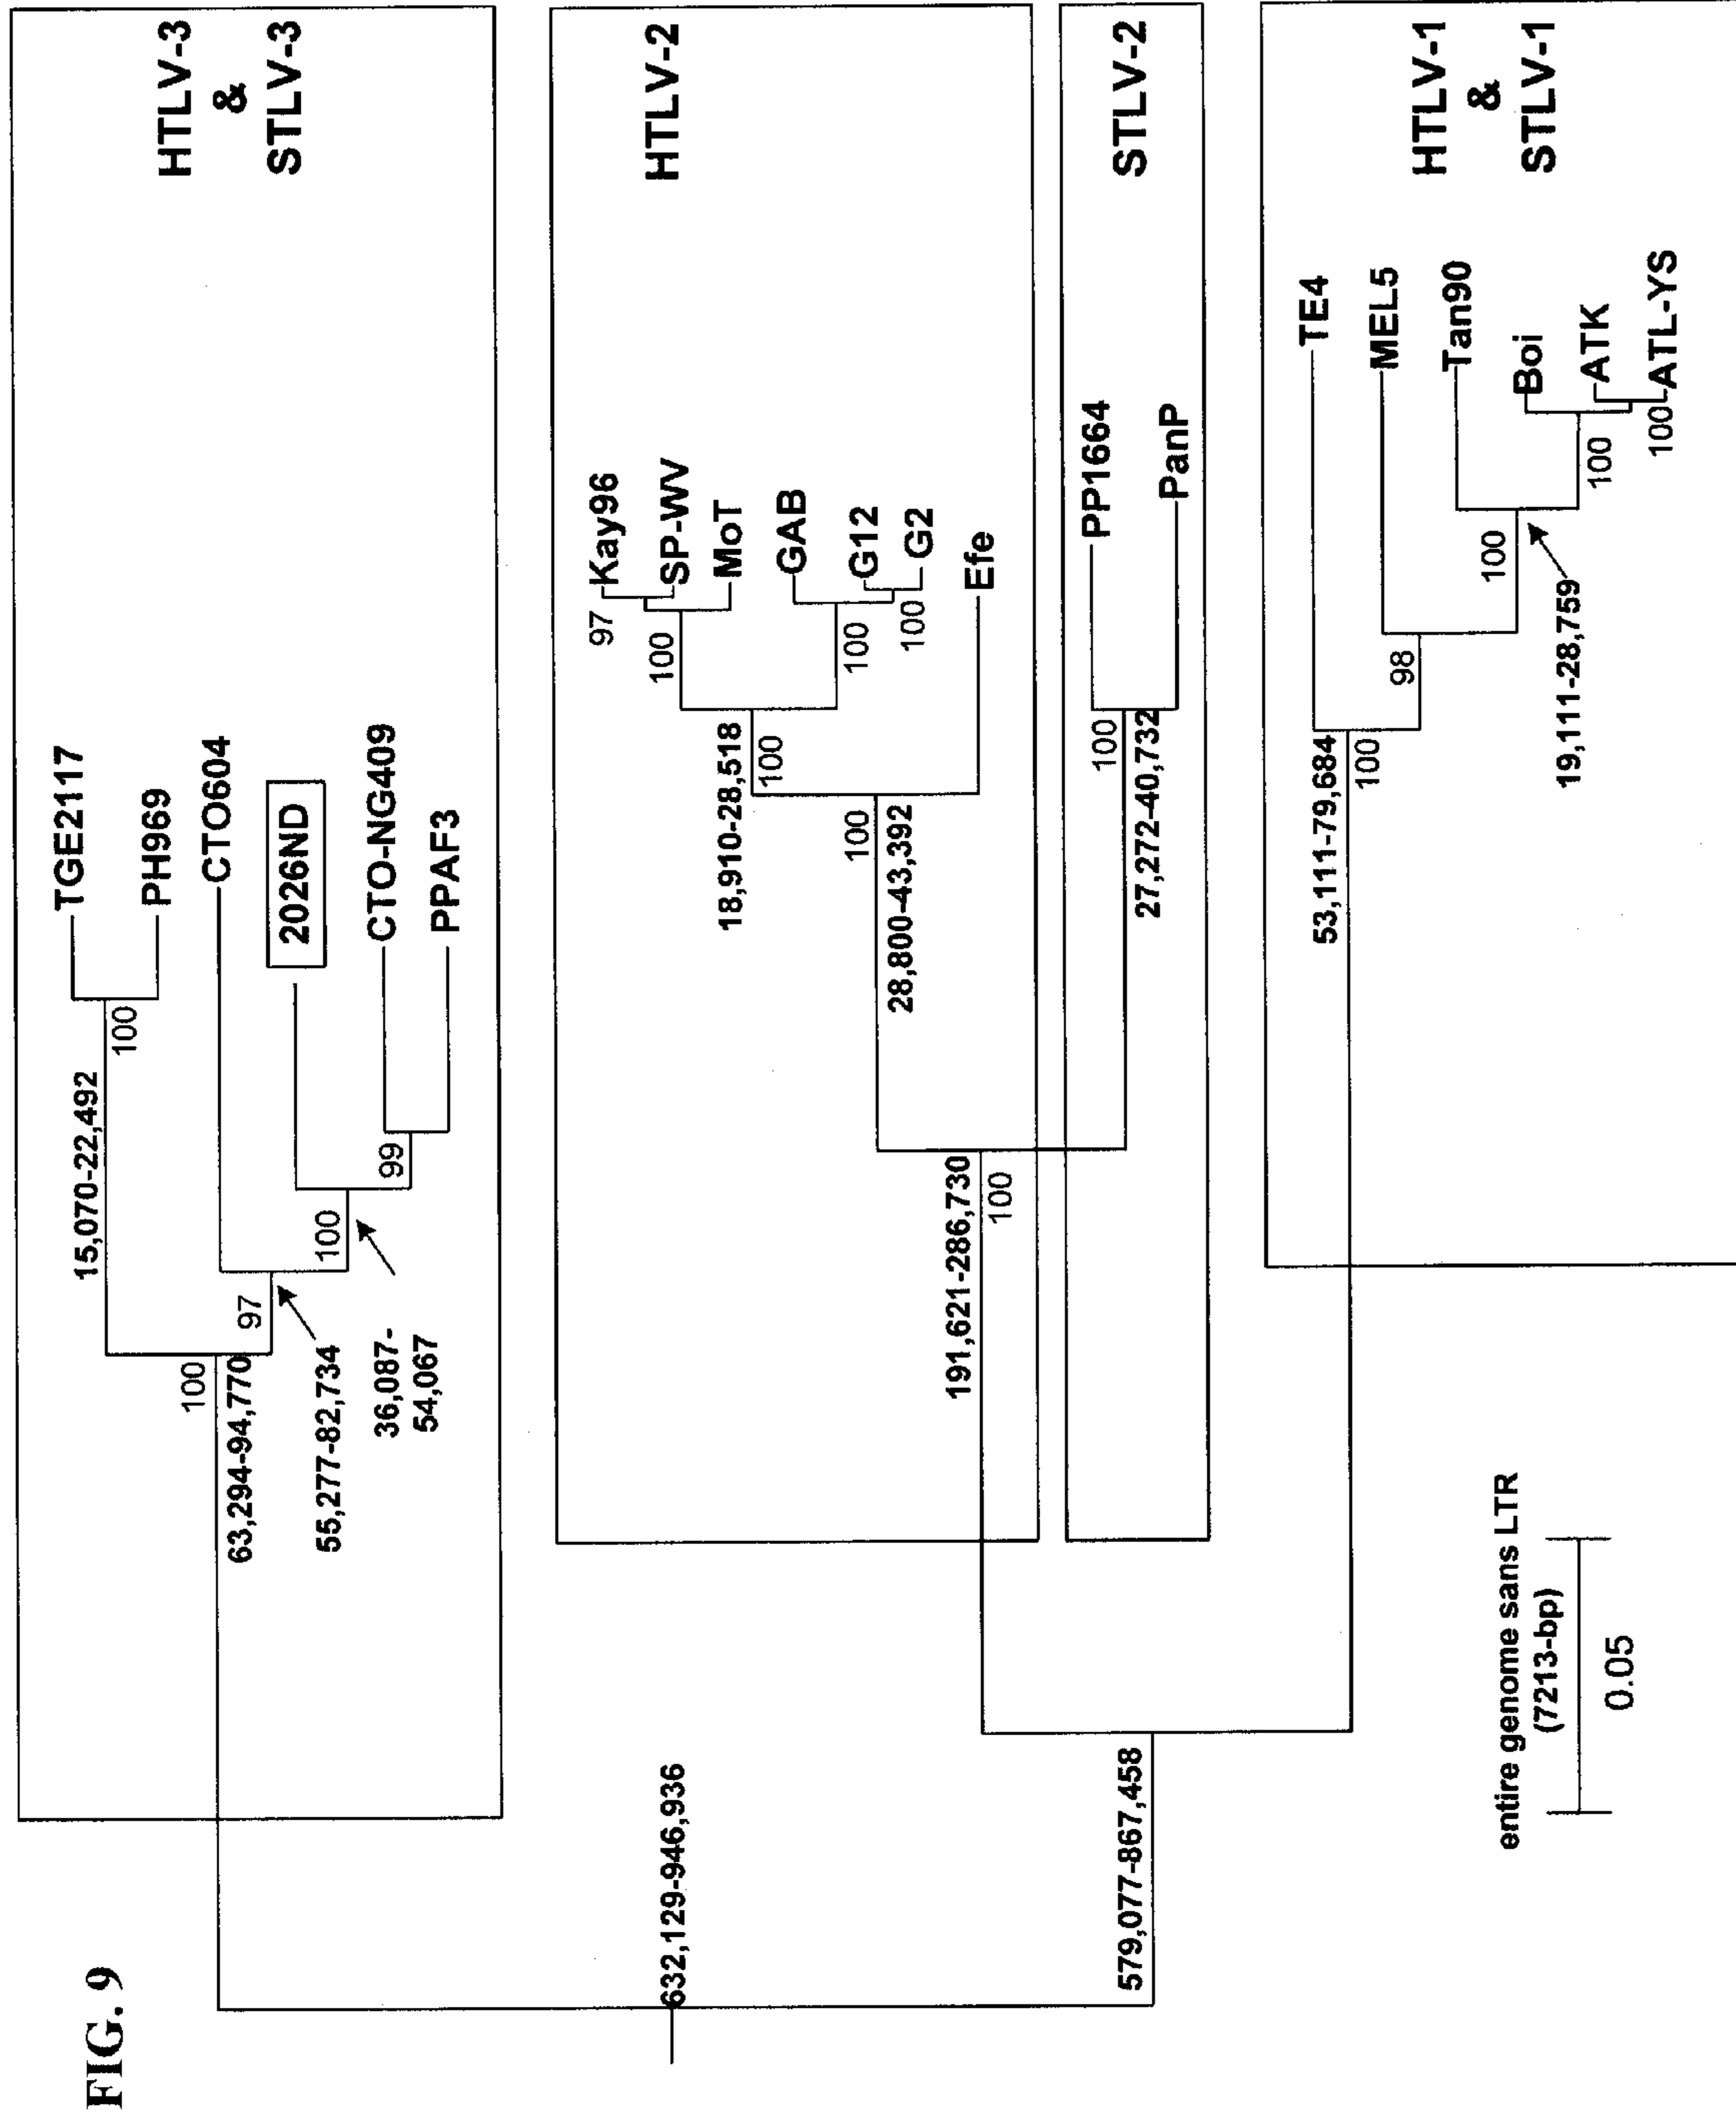 FIG. 9
TGE2117
100
PH969
15,070-22,492
CTO604
2026ND
100
63,294-94,770
97
100
99
CTO-NG409
PPAF3
55,277-82,734
36,087-
54,067
HTLV-3
&
STLV-3
632,129-946,936
97
Kay96
SP-WV
100
MoT
18,910-28,518
100
GAB
100
G12
100
G2
100
28,800-43,392
Efe
HTLV-2
191,621-286,730
100
PP1664
100
27,272-40,732
PanP
STLV-2
579,077-867,458
TE4
53,111-79,684
100
MEL5
98
Tan90
100
19,111-28,759
Boi
100
ATK
100
ATL-YS
HTLV-1
&
STLV-1
entire genome sans LTR
(7213-bp)
0.05